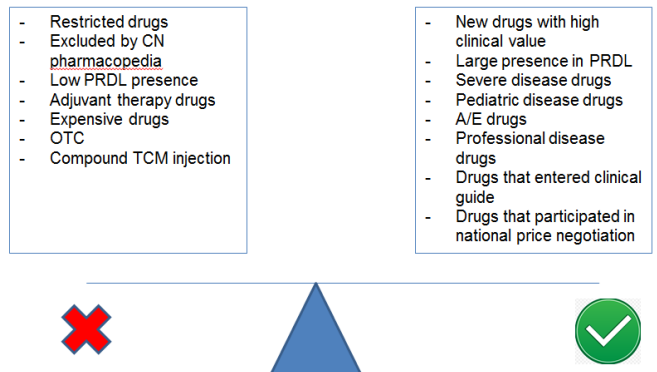 - Restricted drugs
- Excluded by CN
pharmacopedia
- Low PRDL presence
- Adjuvant therapy drugs
- Expensive drugs
- OTC
- Compound TCM injection
- New drugs with high
clinical value
- Large presence in PRDL
- Severe disease drugs
- Pediatric disease drugs
- A/E drugs
- Professional disease
drugs
- Drugs that entered clinical
guide
- Drugs that participated in
national price negotiation